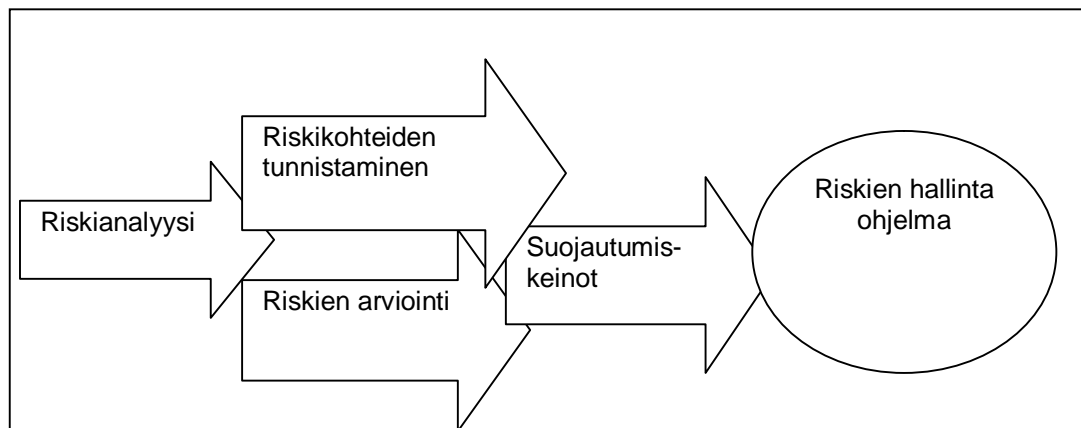 Riskianalyysi
Riskikohteiden
tunnistaminen
Riskien arviointi
Suojautumis-
keinot
Riskien hallinta
ohjelma